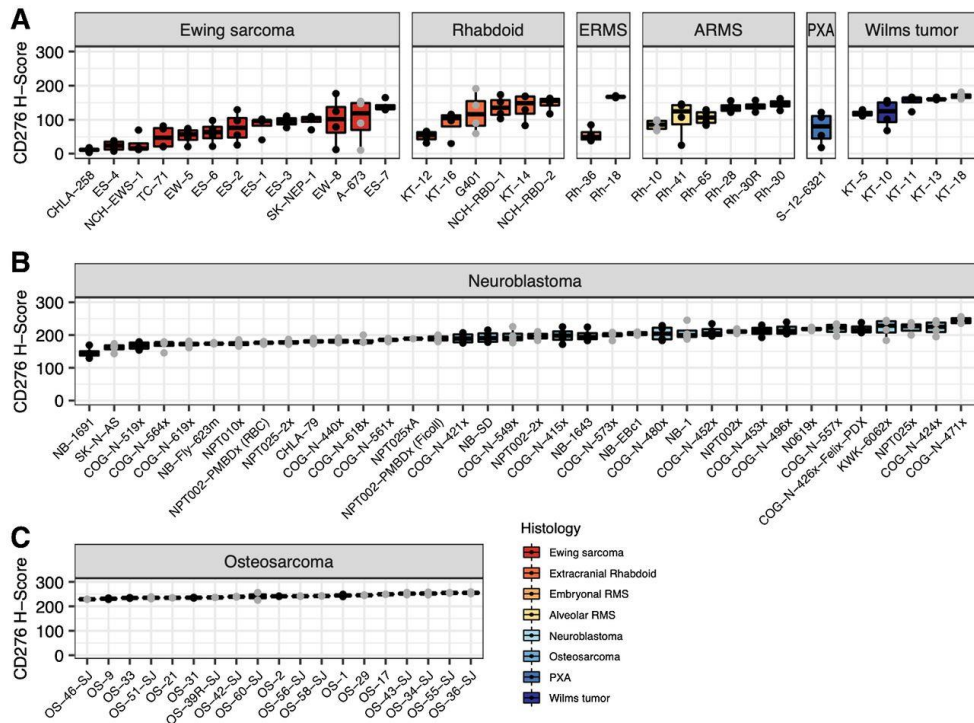 A
Ewing sarcoma
Rhabdoid
ERMS
ARMS
PXA
Wilms tumor
CD276 H-Score
300
200
100
0
CHLA-258
ES-4
NCH-EWS-1
TC-71
EW-5
ES-6
ES-2
ES-1
ES-3
SK-NEP-1
EW-8
A-673
ES-7
KT-12
KT-16
G401
NCH-RBD-1
KT-14
NCH-RBD-2
Rh-36
Rh-18
Rh-10
Rh-41
Rh-65
Rh-28
Rh-30R
Rh-30
S-12-6321
KT-5
KT-10
KT-11
KT-13
KT-18
B
Neuroblastoma
CD276 H-Score
300
200
100
0
NB-1691
SK-N-AS
COG-N-519x
COG-N-564x
COG-N-619x
NB-Fly-623m
NPT010x
NPT002-PMBDx (RBC)
NPT025-2x
CHLA-79
COG-N-440x
COG-N-618x
COG-N-561x
NPT025xA
NPT002-PMBDx (Ficoll)
COG-N-421x
NB-SD
COG-N-549x
NPT002-2x
COG-N-415x
NB-1643
COG-N-573x
NB-EBc1
COG-N-480x
NB-1
COG-N-452x
NPT002x
COG-N-453x
COG-N-496x
N0619x
COG-N-557x
COG-N-426x-Felix-PDX
KWK-6062x
NPT025x
COG-N-424x
COG-N-471x
C
Osteosarcoma
CD276 H-Score
300
200
100
0
OS-46-SJ
OS-9
OS-33
OS-51-SJ
OS-21
OS-31
OS-39R-SJ
OS-42-SJ
OS-60-SJ
OS-2
OS-56-SJ
OS-58-SJ
OS-1
OS-29
OS-17
OS-43-SJ
OS-34-SJ
OS-55-SJ
OS-36-SJ
Histology
Ewing sarcoma
Extracranial Rhabdoid
Embryonal RMS
Alveolar RMS
Neuroblastoma
Osteosarcoma
PXA
Wilms tumor